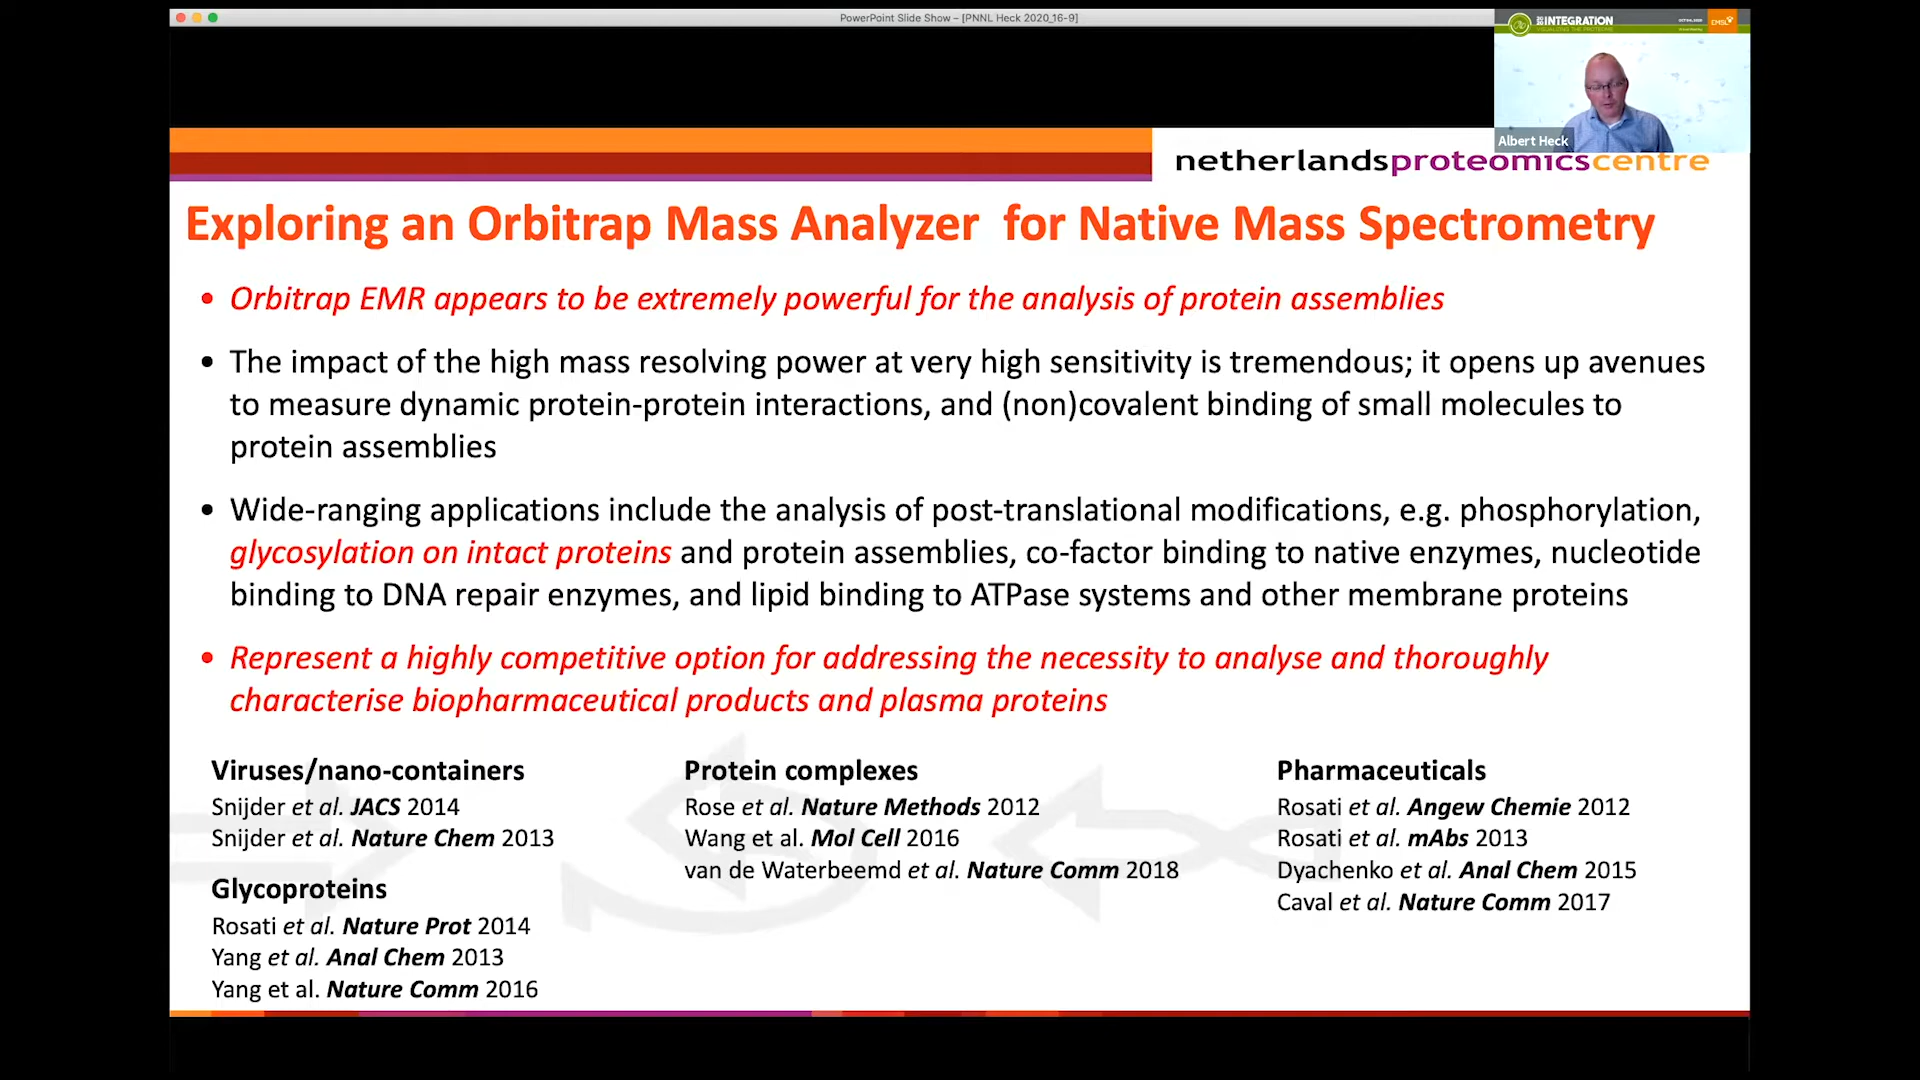 PowerPoint Slide Show – [PNNL Heck 2020_16-9]
INTEGRATION
EMSL
Albert Heck
netherlandsproteomicscentre
Exploring an Orbitrap Mass Analyzer for Native Mass Spectrometry
• Orbitrap EMR appears to be extremely powerful for the analysis of protein assemblies
• The impact of the high mass resolving power at very high sensitivity is tremendous; it opens up avenues
to measure dynamic protein-protein interactions, and (non)covalent binding of small molecules to
protein assemblies
• Wide-ranging applications include the analysis of post-translational modifications, e.g. phosphorylation,
glycosylation on intact proteins and protein assemblies, co-factor binding to native enzymes, nucleotide
binding to DNA repair enzymes, and lipid binding to ATPase systems and other membrane proteins
• Represent a highly competitive option for addressing the necessity to analyse and thoroughly
characterise biopharmaceutical products and plasma proteins
Viruses/nano-containers
Snijder et al. JACS 2014
Snijder et al. Nature Chem 2013
Glycoproteins
Rosati et al. Nature Prot 2014
Yang et al. Anal Chem 2013
Yang et al. Nature Comm 2016
Protein complexes
Rose et al. Nature Methods 2012
Wang et al. Mol Cell 2016
van de Waterbeemd et al. Nature Comm 2018
Pharmaceuticals
Rosati et al. Angew Chemie 2012
Rosati et al. mAbs 2013
Dyachenko et al. Anal Chem 2015
Caval et al. Nature Comm 2017